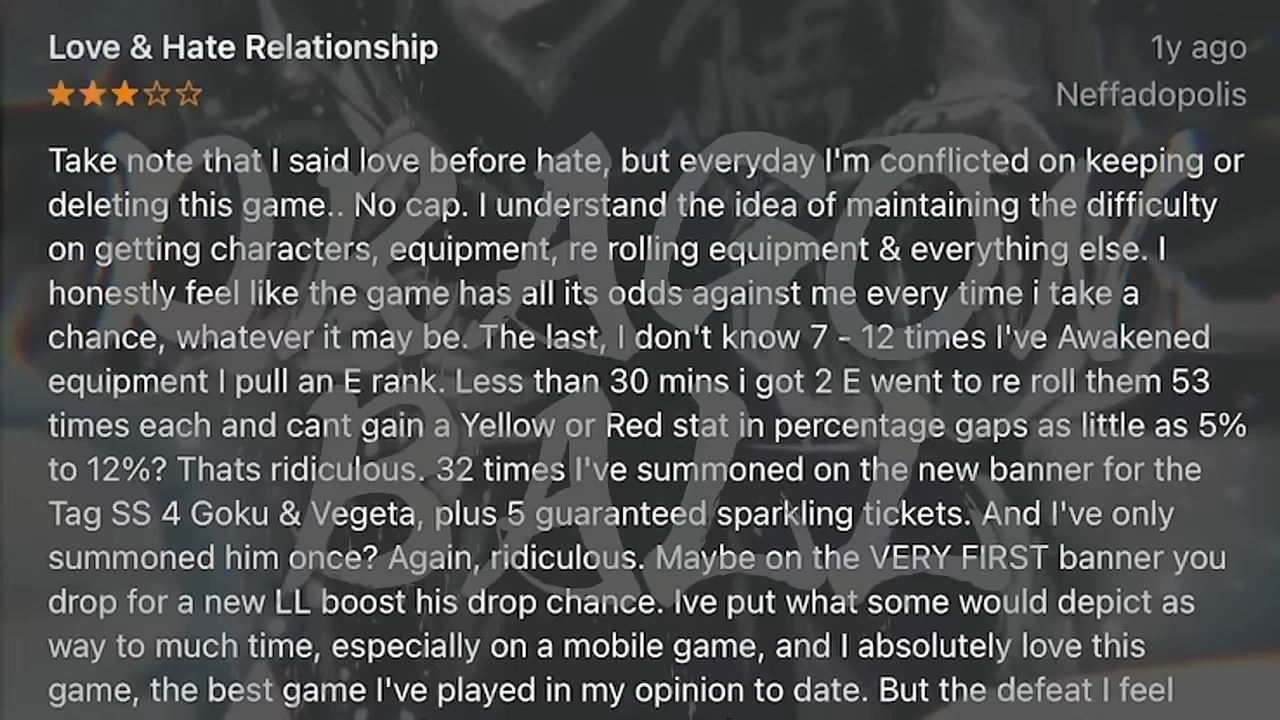 Love & Hate Relationship
1y ago
★★★☆☆
Neffadopolis
Take note that I said love before hate, but everyday I'm conflicted on keeping or
deleting this game.. No cap. I understand the idea of maintaining the difficulty
on getting characters, equipment, re rolling equipment & everything else. I
honestly feel like the game has all its odds against me every time i take a
chance, whatever it may be. The last, I don't know 7 - 12 times I've Awakened
equipment I pull an E rank. Less than 30 mins i got 2 E went to re roll them 53
times each and cant gain a Yellow or Red stat in percentage gaps as little as 5%
to 12%? Thats ridiculous. 32 times I've summoned on the new banner for the
Tag SS 4 Goku & Vegeta, plus 5 guaranteed sparkling tickets. And I've only
summoned him once? Again, ridiculous. Maybe on the VERY FIRST banner you
drop for a new LL boost his drop chance. Ive put what some would depict as
way to much time, especially on a mobile game, and I absolutely love this
game, the best game I've played in my opinion to date. But the defeat I feel
DRAGON
BALL